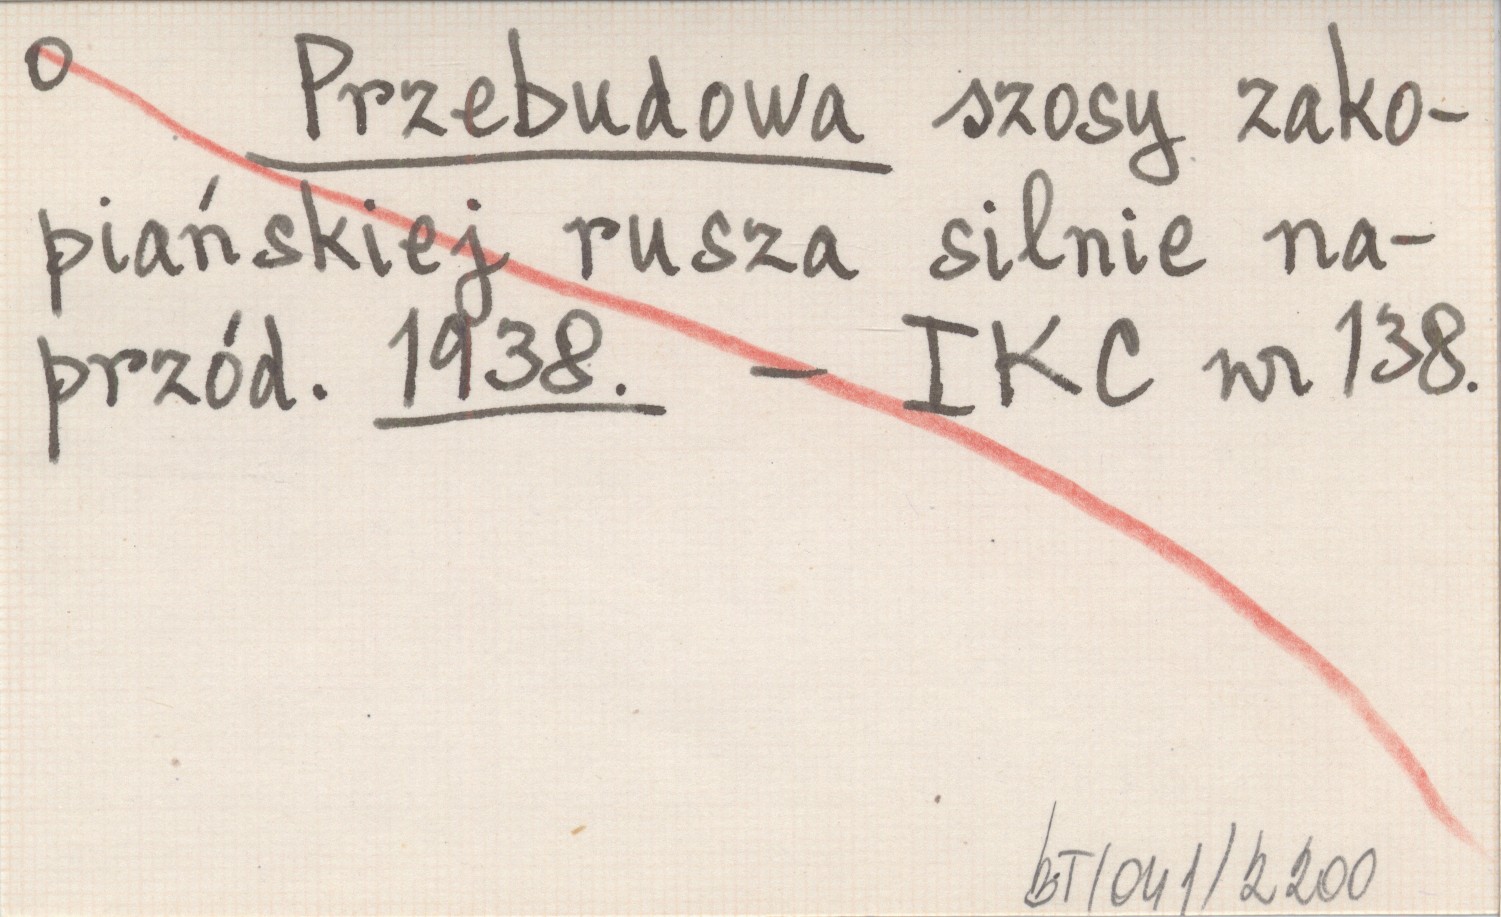 o Przebudowa szosy zako-
piańskiej rusza silnie na-
przód. 1938. - IKC nr 138.
bT/041/2200